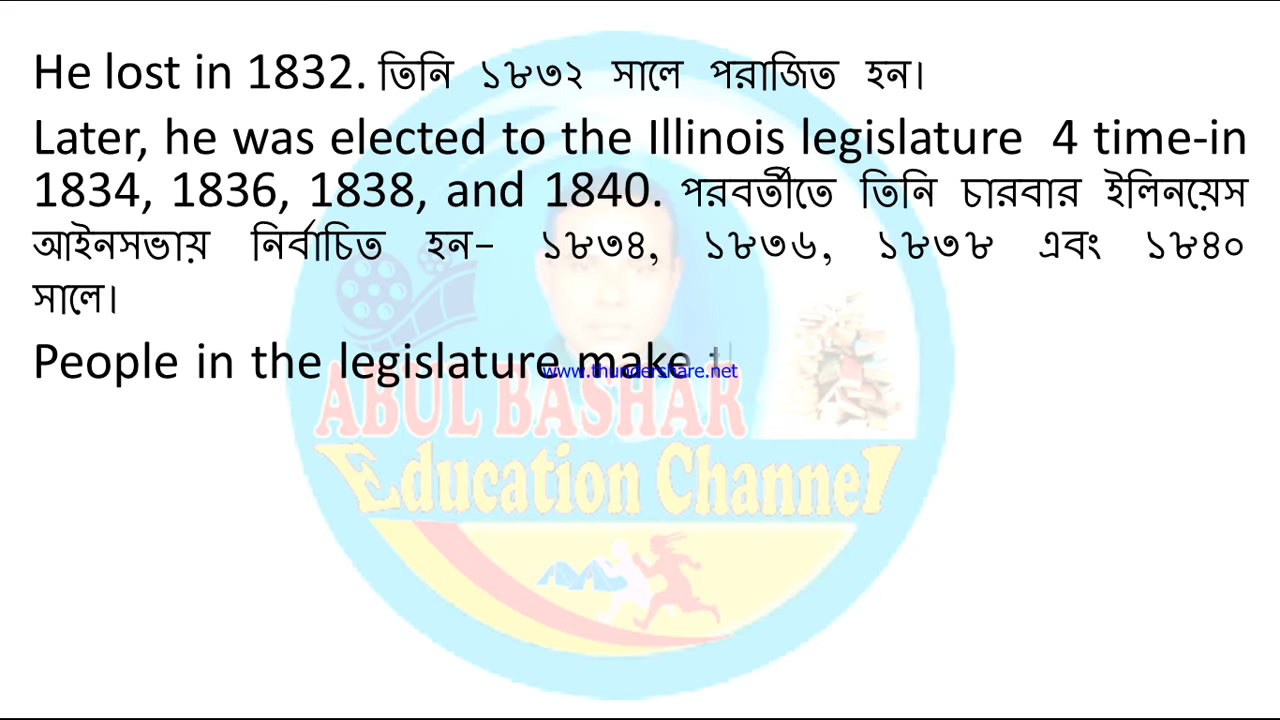 He lost in 1832. তিনি ১৮৩২ সালে পরাজিত হন।
Later, he was elected to the Illinois legislature 4 time-in
1834, 1836, 1838, and 1840. পরবর্তীতে তিনি চারবার ইলিনয়েস
আইনসভায় নির্বাচিত হন– ১৮৩৪, ১৮৩৬, ১৮৩৮ এবং ১৮৪০
সালে।
People in the legislature make
www.thundershare.net
ABUL BASHAR
Education Channel